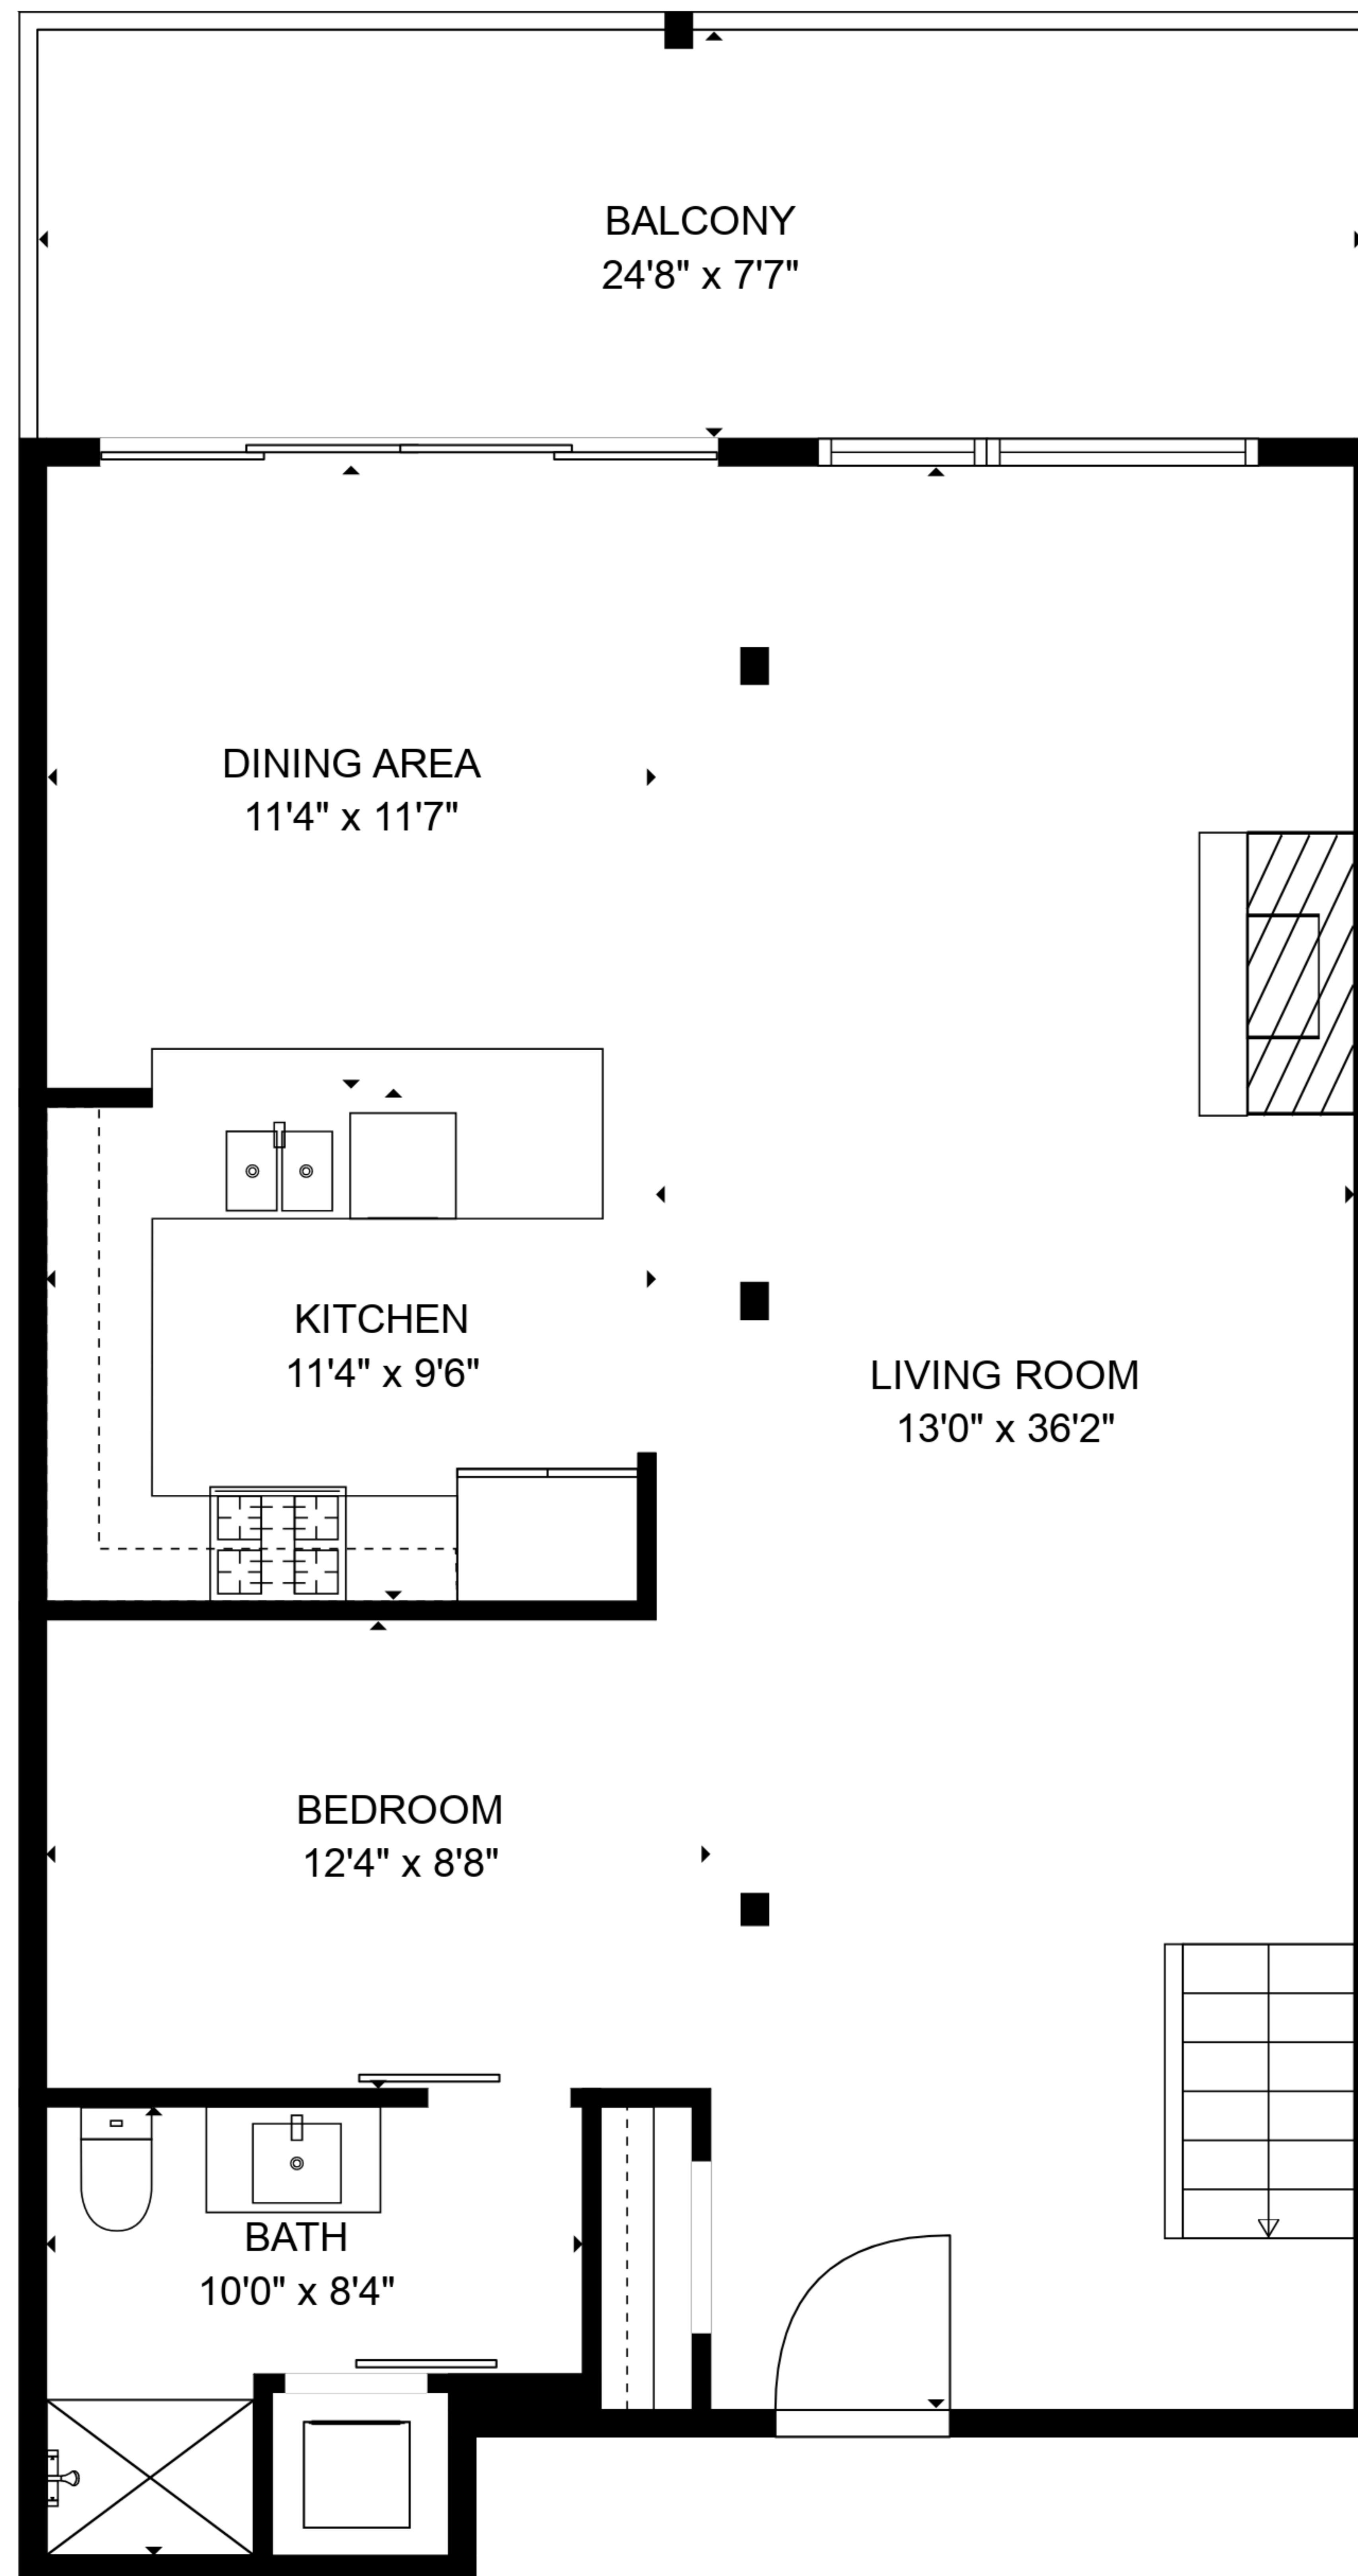 BALCONY
24'8" x 7'7"
DINING AREA
11'4" x 11'7"
KITCHEN
11'4" x 9'6"
LIVING ROOM
13'0" x 36'2"
BEDROOM
12'4" x 8'8"
BATH
10'0" x 8'4"